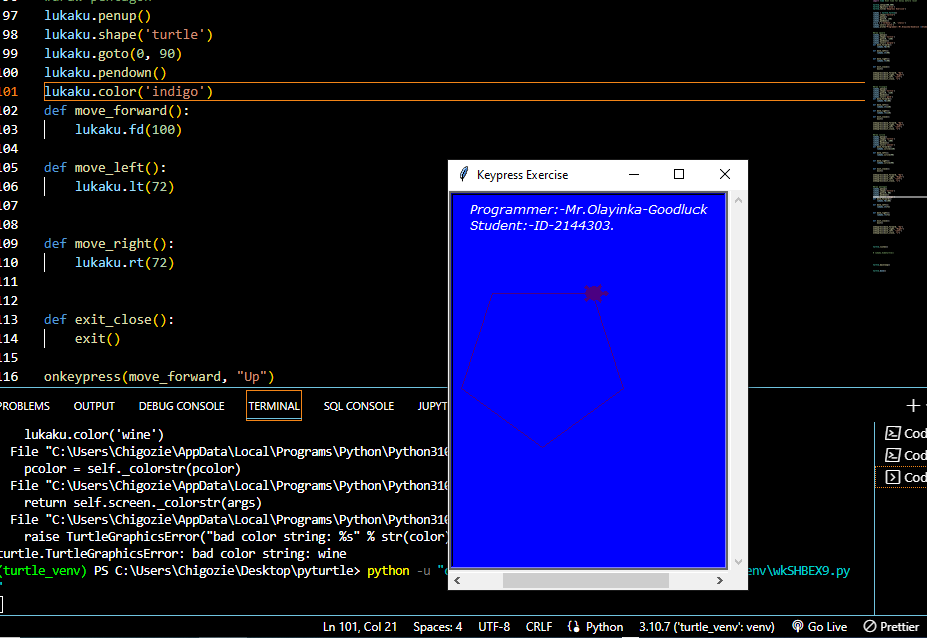 97 lukaku.penup()
98 lukaku.shape('turtle')
99 lukaku.goto(0, 90)
100 lukaku.pendown()
101 lukaku.color('indigo')
102 def move_forward():
103 lukaku.fd(100)
104
105 def move_left():
106 lukaku.lt(72)
107
108
109 def move_right():
110 lukaku.rt(72)
111
112
113 def exit_close():
114 exit()
115
116 onkeypress(move_forward, "Up")
Keypress Exercise
Programmer:-Mr.Olayinka-Goodluck
Student:-ID-2144303.
PROBLEMS OUTPUT DEBUG CONSOLE TERMINAL SQL CONSOLE JUPYT
lukaku.color('wine')
File "C:\Users\Chigozie\AppData\Local\Programs\Python\Python310
pcolor = self._colorstr(pcolor)
File "C:\Users\Chigozie\AppData\Local\Programs\Python\Python310
return self.screen._colorstr(args)
File "C:\Users\Chigozie\AppData\Local\Programs\Python\Python310
raise TurtleGraphicsError("bad color string: %s" % str(color)
turtle.TurtleGraphicsError: bad color string: wine
(turtle_venv) PS C:\Users\Chigozie\Desktop\pyturtle> python -u "c env\wkSHBEX9.py
"
Cod
Cod
Cod
Ln 101, Col 21 Spaces: 4 UTF-8 CRLF Python 3.10.7 ('turtle_venv': venv) Go Live Prettier